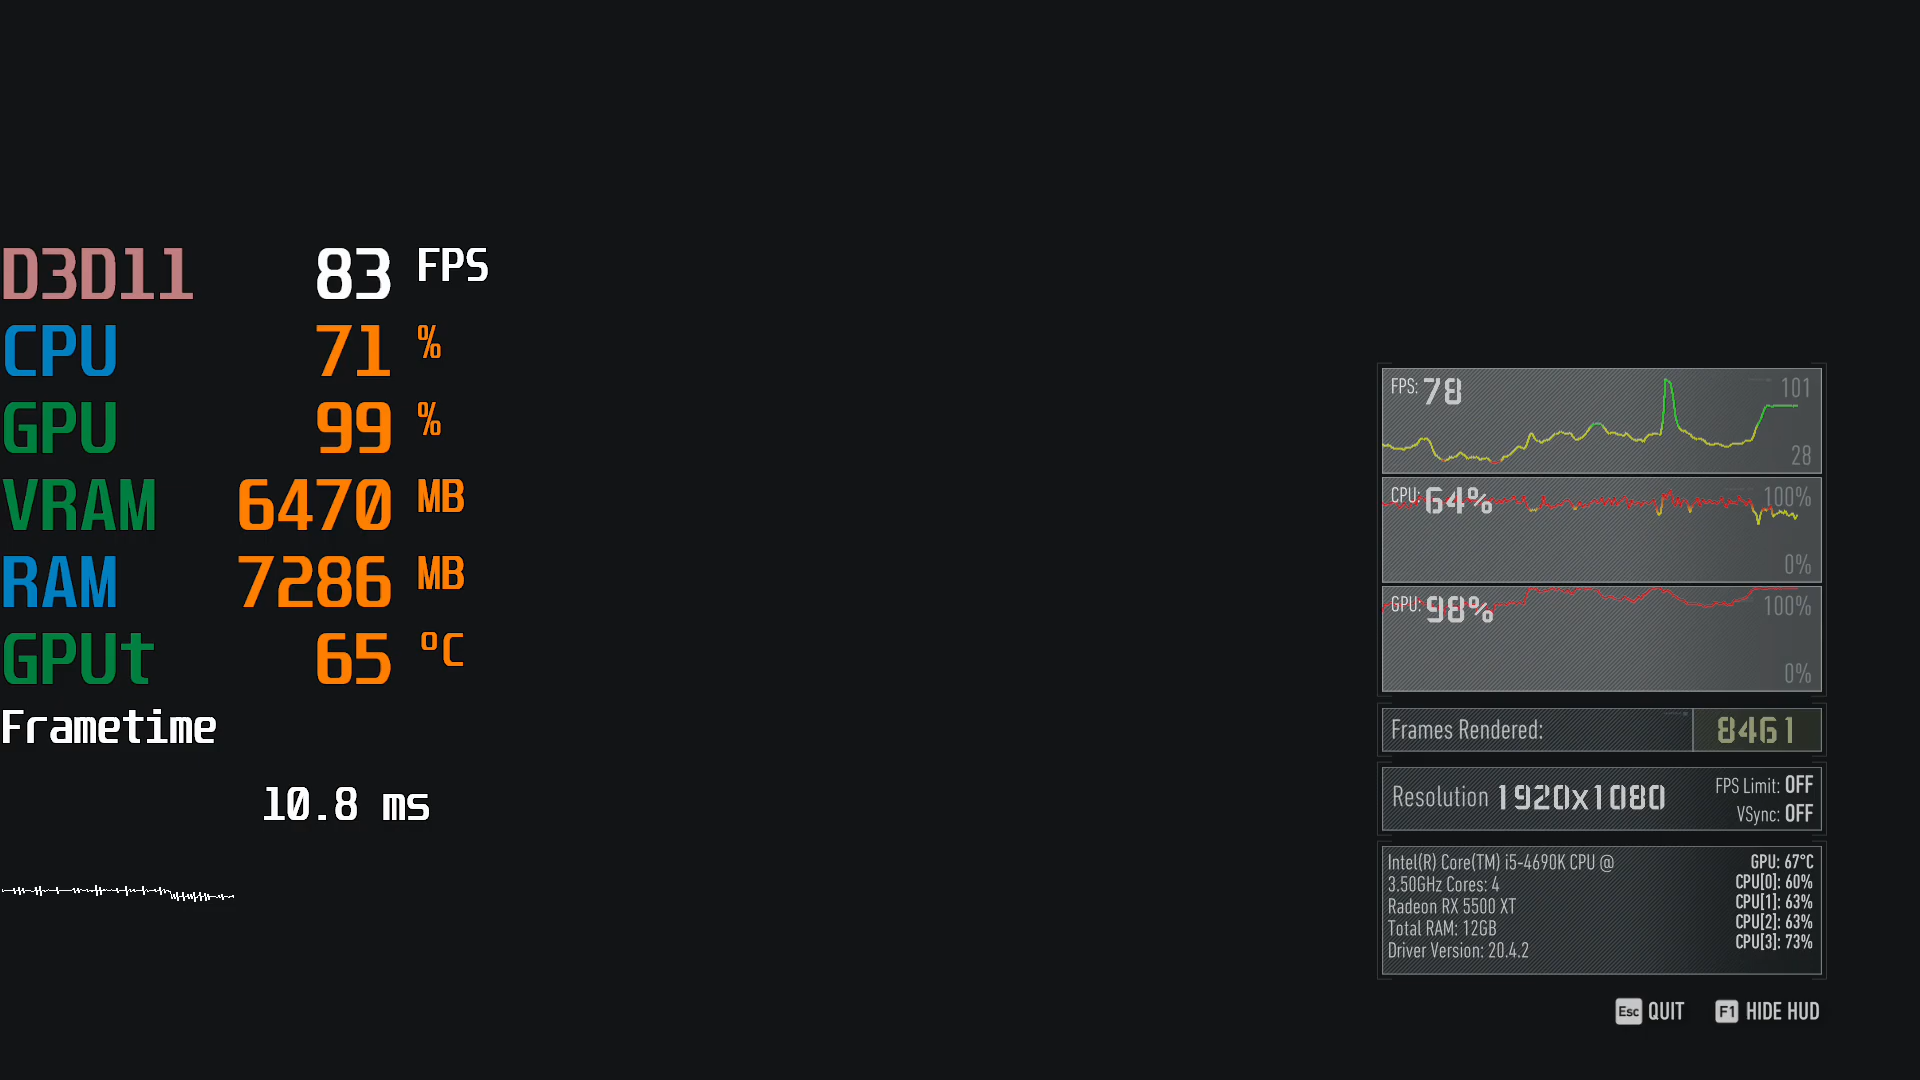 D3D11 83 FPS
CPU 71 %
GPU 99 %
VRAM 6470 MB
RAM 7286 MB
GPUt 65 °C
Frametime
10.8 ms
FPS: 78 101
28
CPU: 64% 100%
0%
GPU: 98% 100%
0%
Frames Rendered: 8461
Resolution 1920x1080
FPS Limit: OFF
VSync: OFF
Intel(R) Core(TM) i5-4690K CPU @
3.50GHz Cores: 4
Radeon RX 5500 XT
Total RAM: 12GB
Driver Version: 20.4.2
GPU: 67°C
CPU[0]: 60%
CPU[1]: 63%
CPU[2]: 63%
CPU[3]: 73%
Esc QUIT F1 HIDE HUD